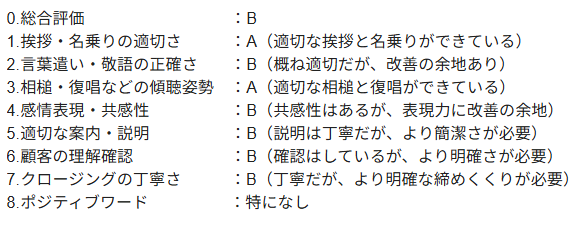 0.総合評価 ：B
1.挨拶・名乗りの適切さ ：A（適切な挨拶と名乗りができている）
2.言葉遣い・敬語の正確さ ：B（概ね適切だが、改善の余地あり）
3.相槌・復唱などの傾聴姿勢 ：A（適切な相槌と復唱ができている）
4.感情表現・共感性 ：B（共感性はあるが、表現力に改善の余地）
5.適切な案内・説明 ：B（説明は丁寧だが、より簡潔さが必要）
6.顧客の理解確認 ：B（確認はしているが、より明確さが必要）
7.クロージングの丁寧さ ：B（丁寧だが、より明確な締めくくりが必要）
8.ポジティブワード ：特になし